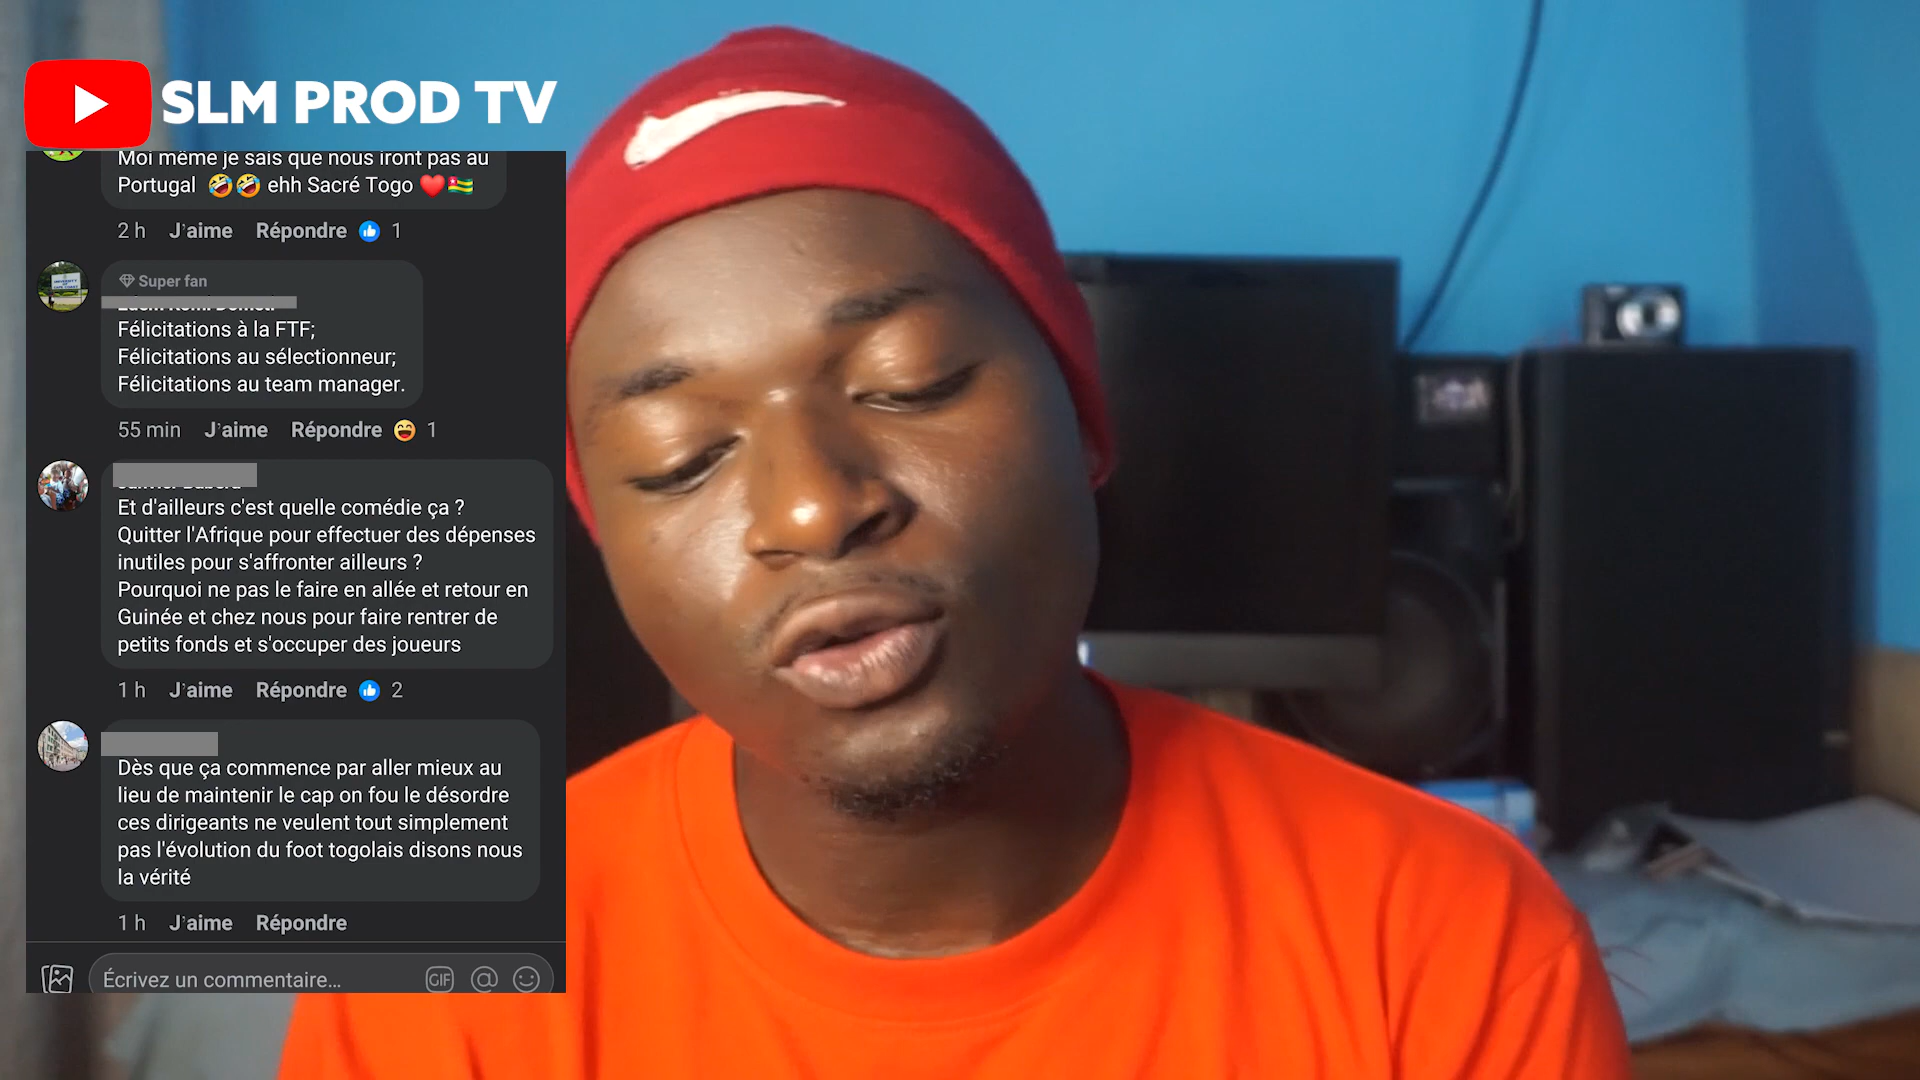 SLM PROD TV
Moi même je sais que nous iront pas au
Portugal 🤣🤣 ehh Sacré Togo ❤️🇹🇬
2 h J'aime Répondre 1
Super fan
Félicitations à la FTF;
Félicitations au sélectionneur;
Félicitations au team manager.
55 min J'aime Répondre 1
Et d'ailleurs c'est quelle comédie ça ?
Quitter l'Afrique pour effectuer des dépenses
inutiles pour s'affronter ailleurs ?
Pourquoi ne pas le faire en allée et retour en
Guinée et chez nous pour faire rentrer de
petits fonds et s'occuper des joueurs
1 h J'aime Répondre 2
Dès que ça commence par aller mieux au
lieu de maintenir le cap on fou le désordre
ces dirigeants ne veulent tout simplement
pas l'évolution du foot togolais disons nous
la vérité
1 h J'aime Répondre
Écrivez un commentaire...
GIF @